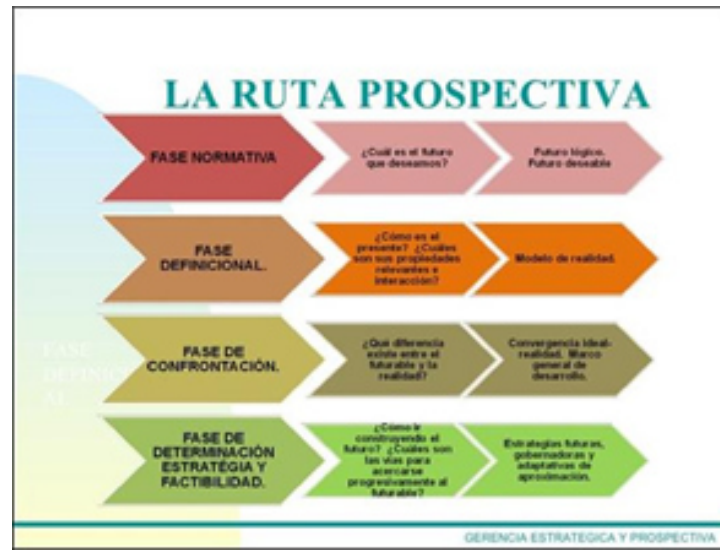 LA RUTA PROSPECTIVA
FASE NORMATIVA
¿Cuál es el futuro
que deseamos?
Futuro lógico.
Futuro deseable
FASE
DEFINICIONAL.
¿Cómo es el
presente? ¿Cuáles
son sus propiedades
relevantes e
interacción?
Modelo de realidad.
FASE DE
CONFRONTACIÓN.
¿Qué diferencia
existe entre el
futurable y la
realidad?
Convergencia ideal-
realidad. Marco
general de
desarrollo.
FASE
DEFINICI
AL
FASE DE
DETERMINACIÓN
ESTRATÉGIA Y
FACTIBILIDAD.
¿Cómo ir
construyendo el
futuro? ¿Cuáles son
las vías para
acercarse
progresivamente al
futurable?
Estrategias futuras,
gobernadoras y
adaptativas de
aproximación.
GERENCIA ESTRATEGICA Y PROSPECTIVA